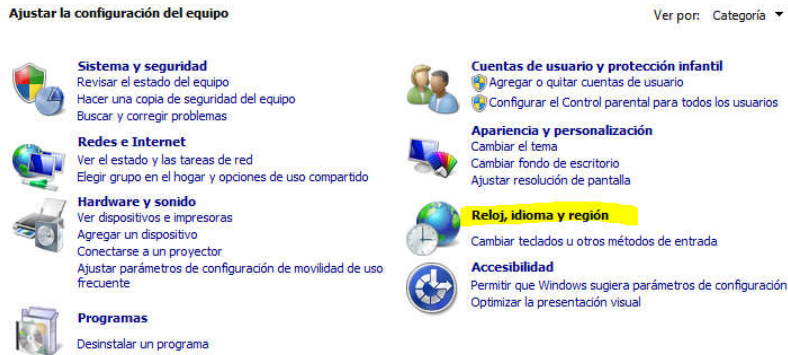 Ajustar la configuración del equipo
Ver por: Categoría
Sistema y seguridad
Revisar el estado del equipo
Hacer una copia de seguridad del equipo
Buscar y corregir problemas
Redes e Internet
Ver el estado y las tareas de red
Elegir grupo en el hogar y opciones de uso compartido
Hardware y sonido
Ver dispositivos e impresoras
Agregar un dispositivo
Conectarse a un proyector
Ajustar parámetros de configuración de movilidad de uso
frecuente
Programas
Desinstalar un programa
Cuentas de usuario y protección infantil
Agregar o quitar cuentas de usuario
Configurar el Control parental para todos los usuarios
Apariencia y personalización
Cambiar el tema
Cambiar fondo de escritorio
Ajustar resolución de pantalla
Reloj, idioma y región
Cambiar teclados u otros métodos de entrada
Accesibilidad
Permitir que Windows sugiera parámetros de configuración
Optimizar la presentación visual